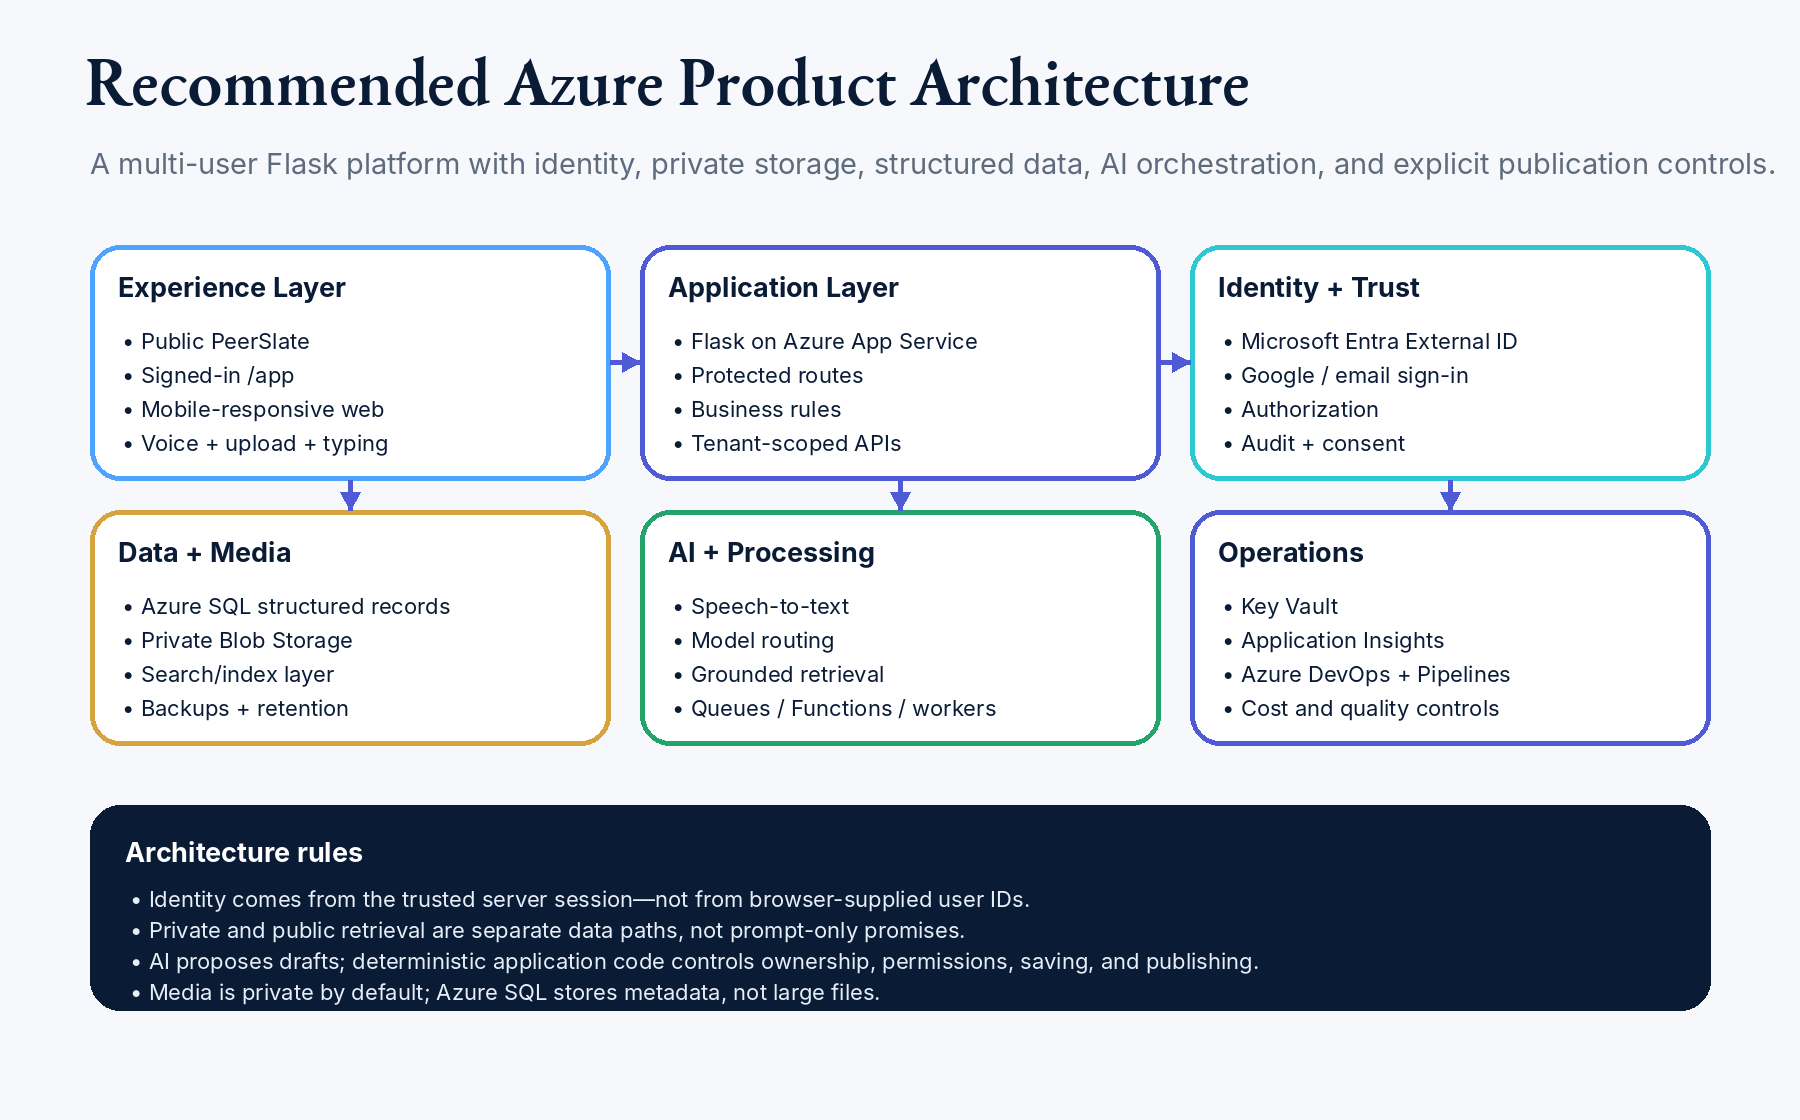 Recommended Azure Product Architecture
A multi-user Flask platform with identity, private storage, structured data, AI orchestration, and explicit publication controls.
Experience Layer
• Public PeerSlate
• Signed-in /app
• Mobile-responsive web
• Voice + upload + typing
Application Layer
• Flask on Azure App Service
• Protected routes
• Business rules
• Tenant-scoped APIs
Identity + Trust
• Microsoft Entra External ID
• Google / email sign-in
• Authorization
• Audit + consent
Data + Media
• Azure SQL structured records
• Private Blob Storage
• Search/index layer
• Backups + retention
AI + Processing
• Speech-to-text
• Model routing
• Grounded retrieval
• Queues / Functions / workers
Operations
• Key Vault
• Application Insights
• Azure DevOps + Pipelines
• Cost and quality controls
Architecture rules
• Identity comes from the trusted server session—not from browser-supplied user IDs.
• Private and public retrieval are separate data paths, not prompt-only promises.
• AI proposes drafts; deterministic application code controls ownership, permissions, saving, and publishing.
• Media is private by default; Azure SQL stores metadata, not large files.